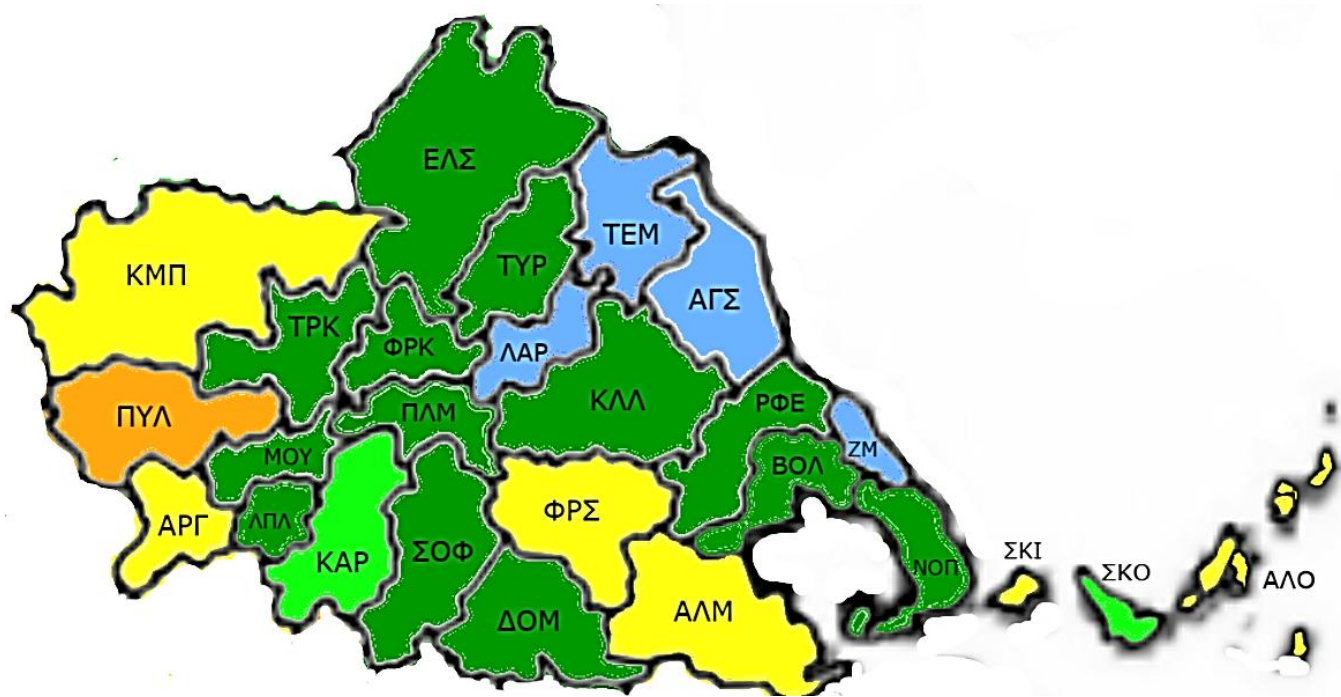 ΕΛΣ
ΤΕΜ
ΚΜΠ
ΤΥΡ
ΑΓΣ
ΤΡΚ
ΦΡΚ
ΛΑΡ
ΠΥΛ
ΠΛΜ
ΚΛΛ
ΡΦΕ
ΜΟΥ
ΖΜ
ΒΟΛ
ΑΡΓ
ΛΠΛ
ΦΡΣ
ΚΑΡ
ΣΟΦ
ΝΟΠ
ΣΚΙ
ΣΚΟ
ΑΛΟ
ΔΟΜ
ΑΛΜ